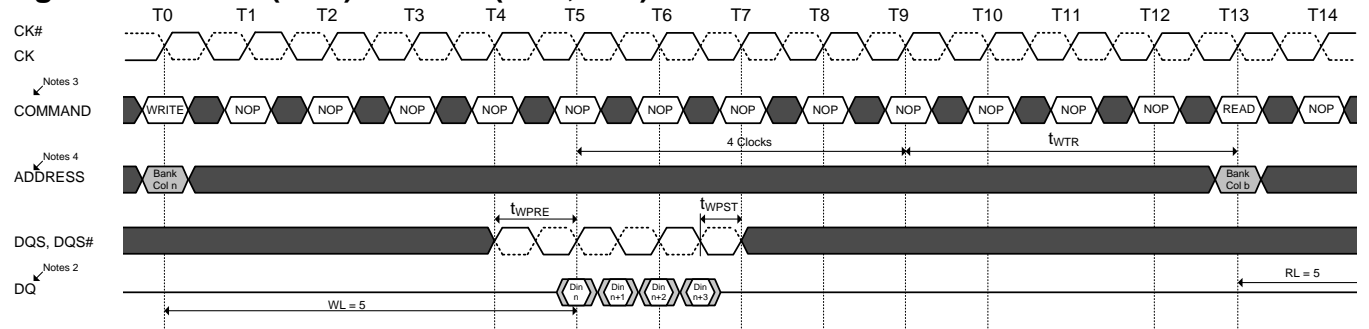 T0 T1 T2 T3 T4 T5 T6 T7 T8 T9 T10 T11 T12 T13 T14
CK#
CK
Notes 3
COMMAND WRITE NOP NOP NOP NOP NOP NOP NOP NOP NOP NOP NOP NOP READ NOP
4 Clocks tWTR
Notes 4
ADDRESS Bank Col n Bank Col b
tWPRE tWPST
DQS, DQS#
Notes 2
DQ Din n Din n+1 Din n+2 Din n+3
RL = 5
WL = 5